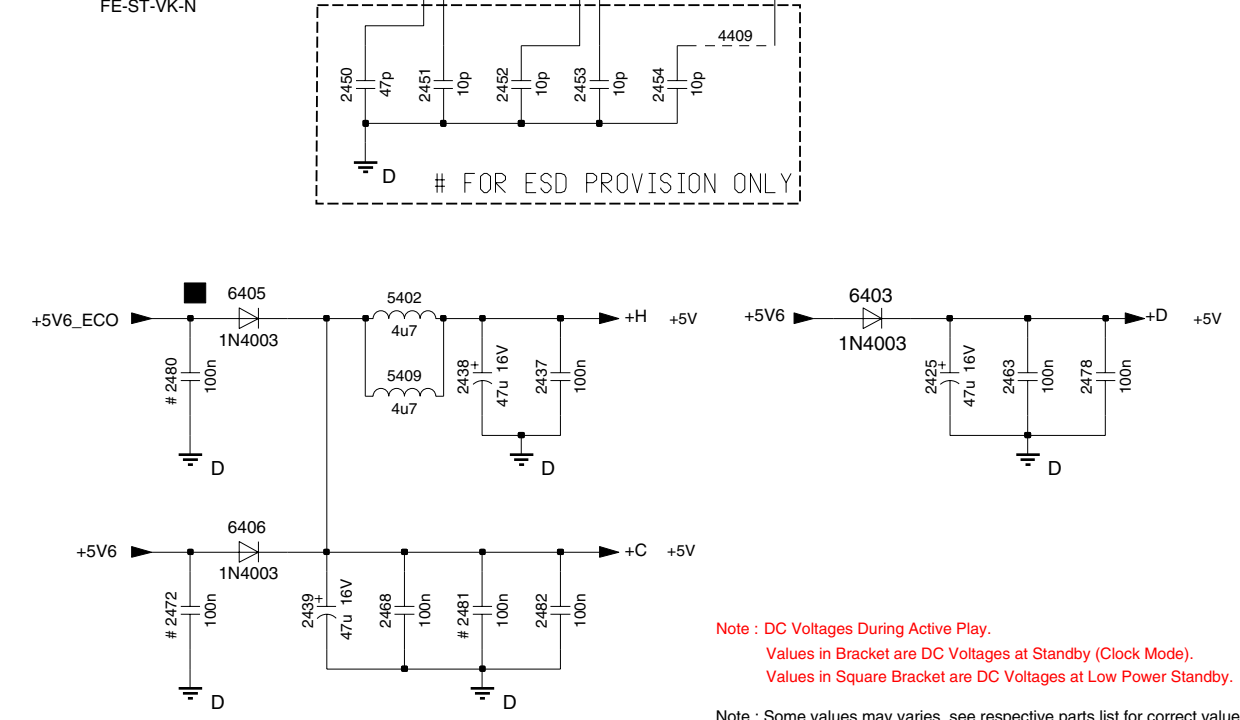 FE-ST-VK-N
4409
2450 47p
2451 10p
2452 10p
2453 10p
2454 10p
D
# FOR ESD PROVISION ONLY
6405
5402
6403
+5V6_ECO
+H +5V
+5V6
+D +5V
1N4003
4u7
1N4003
# 2480 100n
5409
4u7
2438 + 47u 16V
2437 100n
2425 + 47u 16V
2463 100n
2478 100n
D
D
D
6406
+5V6
+C +5V
1N4003
# 2472 100n
2439 + 47u 16V
2468 100n
# 2481 100n
2482 100n
D
D
Note : DC Voltages During Active Play.
Values in Bracket are DC Voltages at Standby (Clock Mode).
Values in Square Bracket are DC Voltages at Low Power Standby.
Note : Some values may varies, see respective parts list for correct value